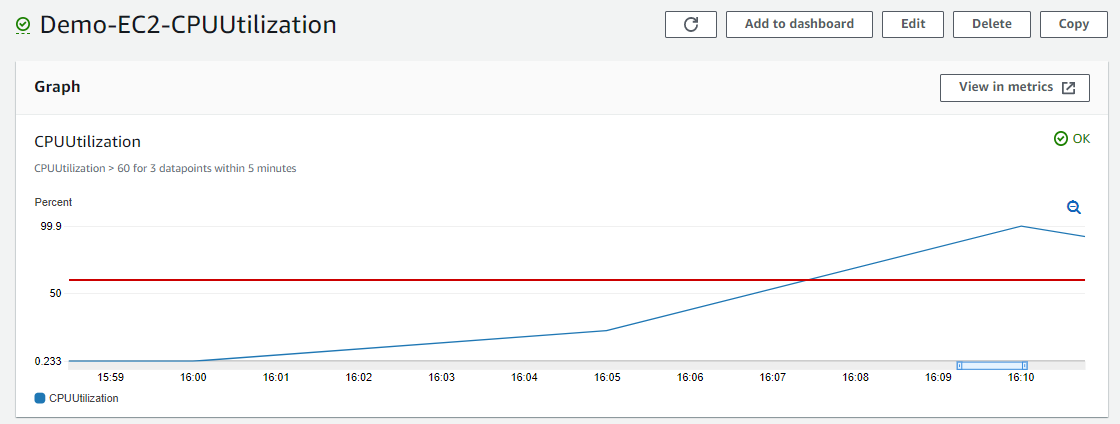 Demo-EC2-CPUUtilization
Add to dashboard
Edit
Delete
Copy
Graph
View in metrics
CPUUtilization
OK
CPUUtilization > 60 for 3 datapoints within 5 minutes
Percent
99.9
50
0.233
15:59 16:00 16:01 16:02 16:03 16:04 16:05 16:06 16:07 16:08 16:09 16:10
CPUUtilization